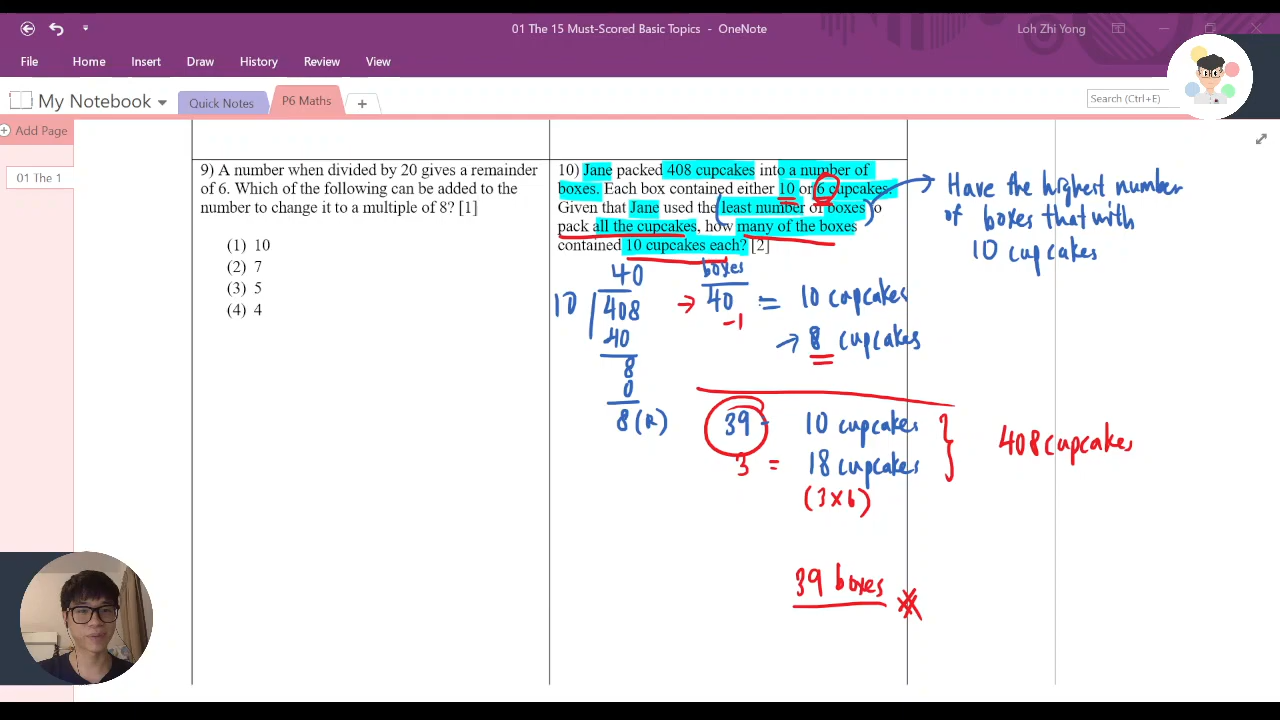 01 The 15 Must-Scored Basic Topics - OneNote
Loh Zhi Yong
File Home Insert Draw History Review View
My Notebook Quick Notes P6 Maths +
Search (Ctrl+E)
+ Add Page
01 The 1
9) A number when divided by 20 gives a remainder
of 6. Which of the following can be added to the
number to change it to a multiple of 8? [1]
(1) 10
(2) 7
(3) 5
(4) 4
10) Jane packed 408 cupcakes into a number of
boxes. Each box contained either 10 or 6 cupcakes.
Given that Jane used the least number of boxes to
pack all the cupcakes, how many of the boxes
contained 10 cupcakes each? [2]
Have the highest number
of boxes that with
10 cupcakes
40
10 408
40
8
0
8 (R)
boxes
40 = 10 cupcakes
-1
→ 8 cupcakes
39 - 10 cupcakes
3 = 18 cupcakes
(3×6)
408 cupcakes
39 boxes